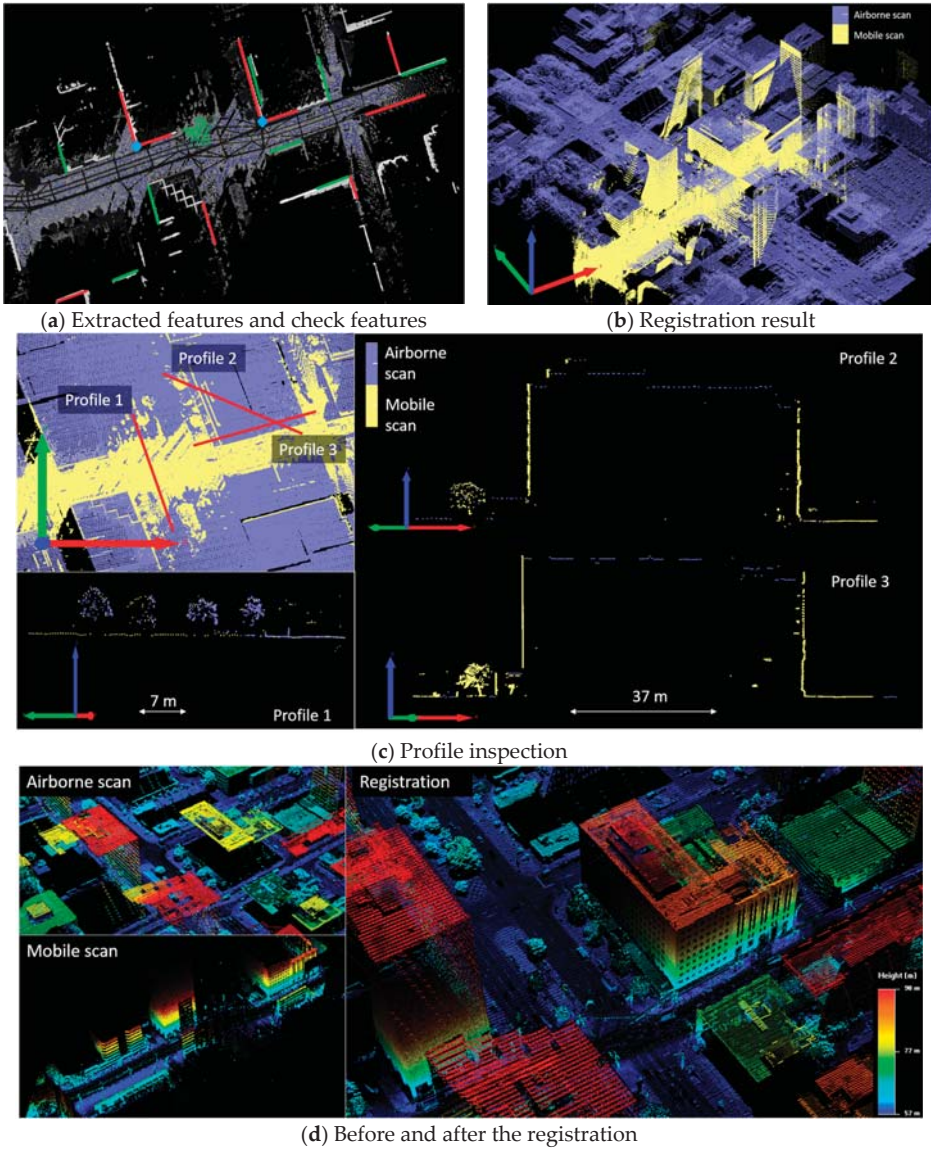 Airborne scan
Mobile scan
(a) Extracted features and check features
(b) Registration result
Profile 2
Profile 1
Profile 3
Airborne scan
Mobile scan
Profile 2
Profile 3
7 m
Profile 1
37 m
(c) Profile inspection
Airborne scan
Registration
Mobile scan
Height (m)
98 m
77 m
57 m
(d) Before and after the registration